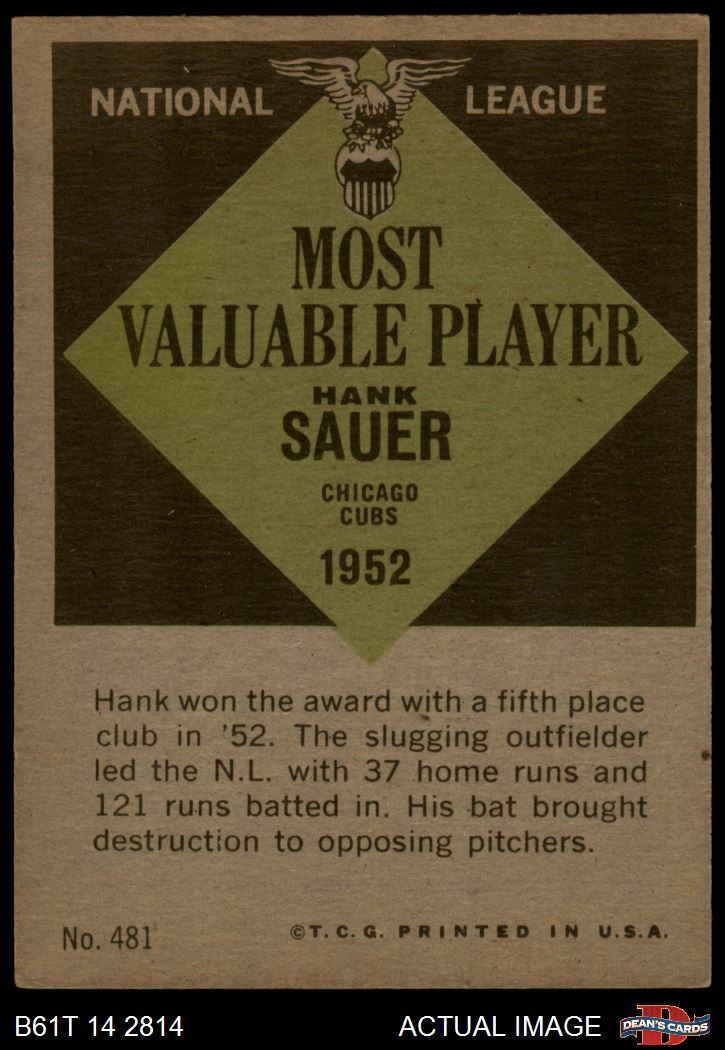 NATIONAL LEAGUE
MOST
VALUABLE PLAYER
HANK
SAUER
CHICAGO
CUBS
1952
Hank won the award with a fifth place
club in '52. The slugging outfielder
led the N.L. with 37 home runs and
121 runs batted in. His bat brought
destruction to opposing pitchers.
No. 481
©T. C. G. PRINTED IN U.S.A.
B61T 14 2814
ACTUAL IMAGE
DEAN'S CARDS